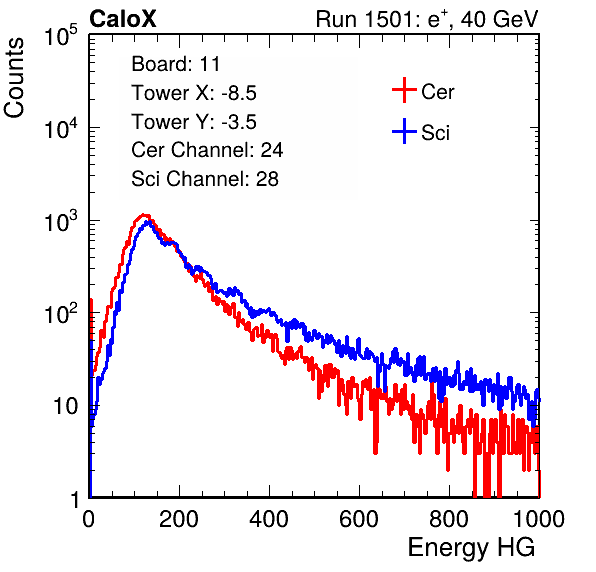 CaloX Run 1501: e⁺, 40 GeV
Counts
10⁵
10⁴
10³
10²
10
1
Board: 11
Tower X: -8.5
Tower Y: -3.5
Cer Channel: 24
Sci Channel: 28
Cer
Sci
0 200 400 600 800 1000
Energy HG